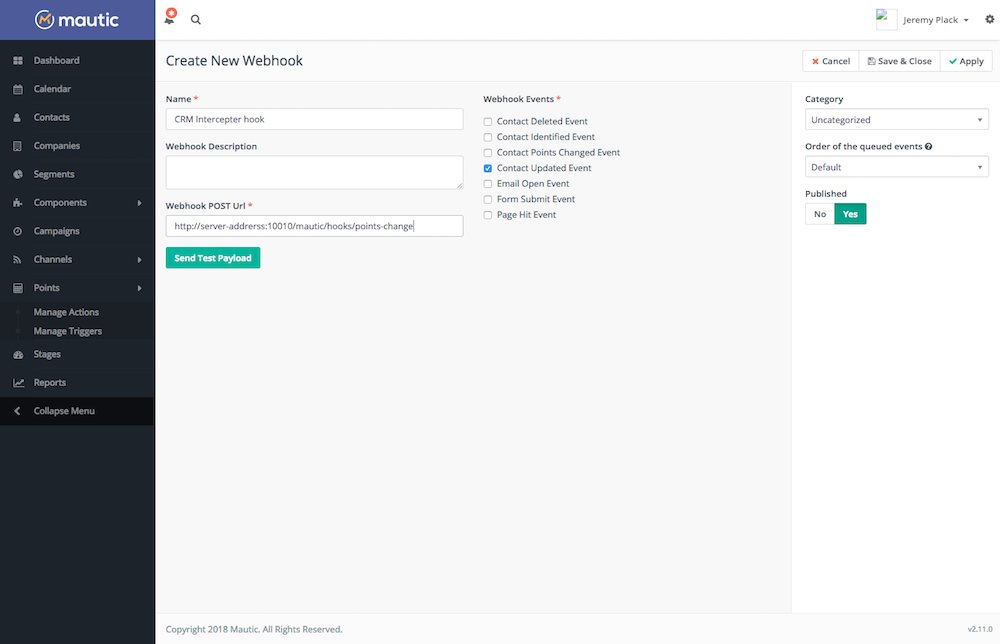 mautic
Jeremy Plack
Dashboard
Calendar
Contacts
Companies
Segments
Components
Campaigns
Channels
Points
Manage Actions
Manage Triggers
Stages
Reports
Collapse Menu
Create New Webhook
Cancel
Save & Close
Apply
Name *
CRM Intercepter hook
Webhook Description
Webhook POST Url *
http://server-addrerss:10010/mautic/hooks/points-change
Send Test Payload
Webhook Events *
Contact Deleted Event
Contact Identified Event
Contact Points Changed Event
Contact Updated Event
Email Open Event
Form Submit Event
Page Hit Event
Category
Uncategorized
Order of the queued events ?
Default
Published
No Yes
Copyright 2018 Mautic. All Rights Reserved.
v2.11.0